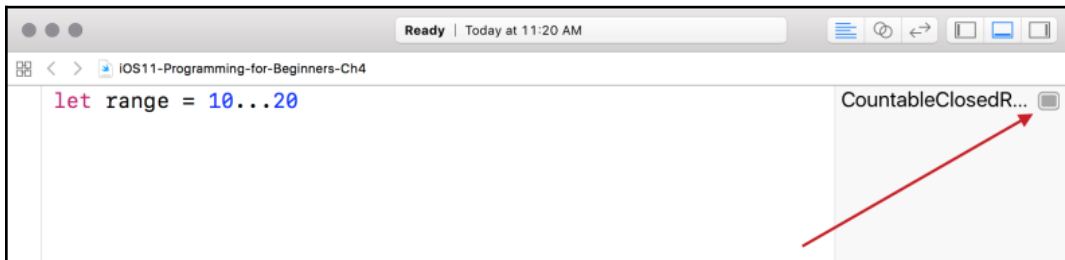 Ready | Today at 11:20 AM
iOS11-Programming-for-Beginners-Ch4
let range = 10...20
CountableClosedR...